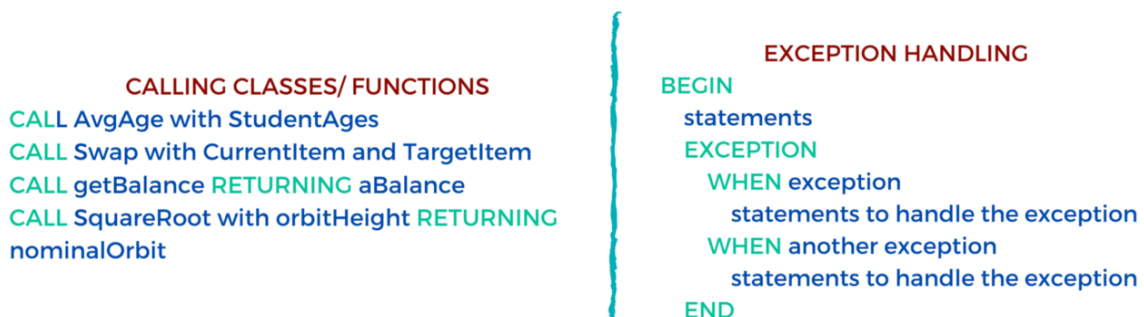 CALLING CLASSES/ FUNCTIONS
CALL AvgAge with StudentAges
CALL Swap with CurrentItem and TargetItem
CALL getBalance RETURNING aBalance
CALL SquareRoot with orbitHeight RETURNING
nominalOrbit
EXCEPTION HANDLING
BEGIN
statements
EXCEPTION
WHEN exception
statements to handle the exception
WHEN another exception
statements to handle the exception
END